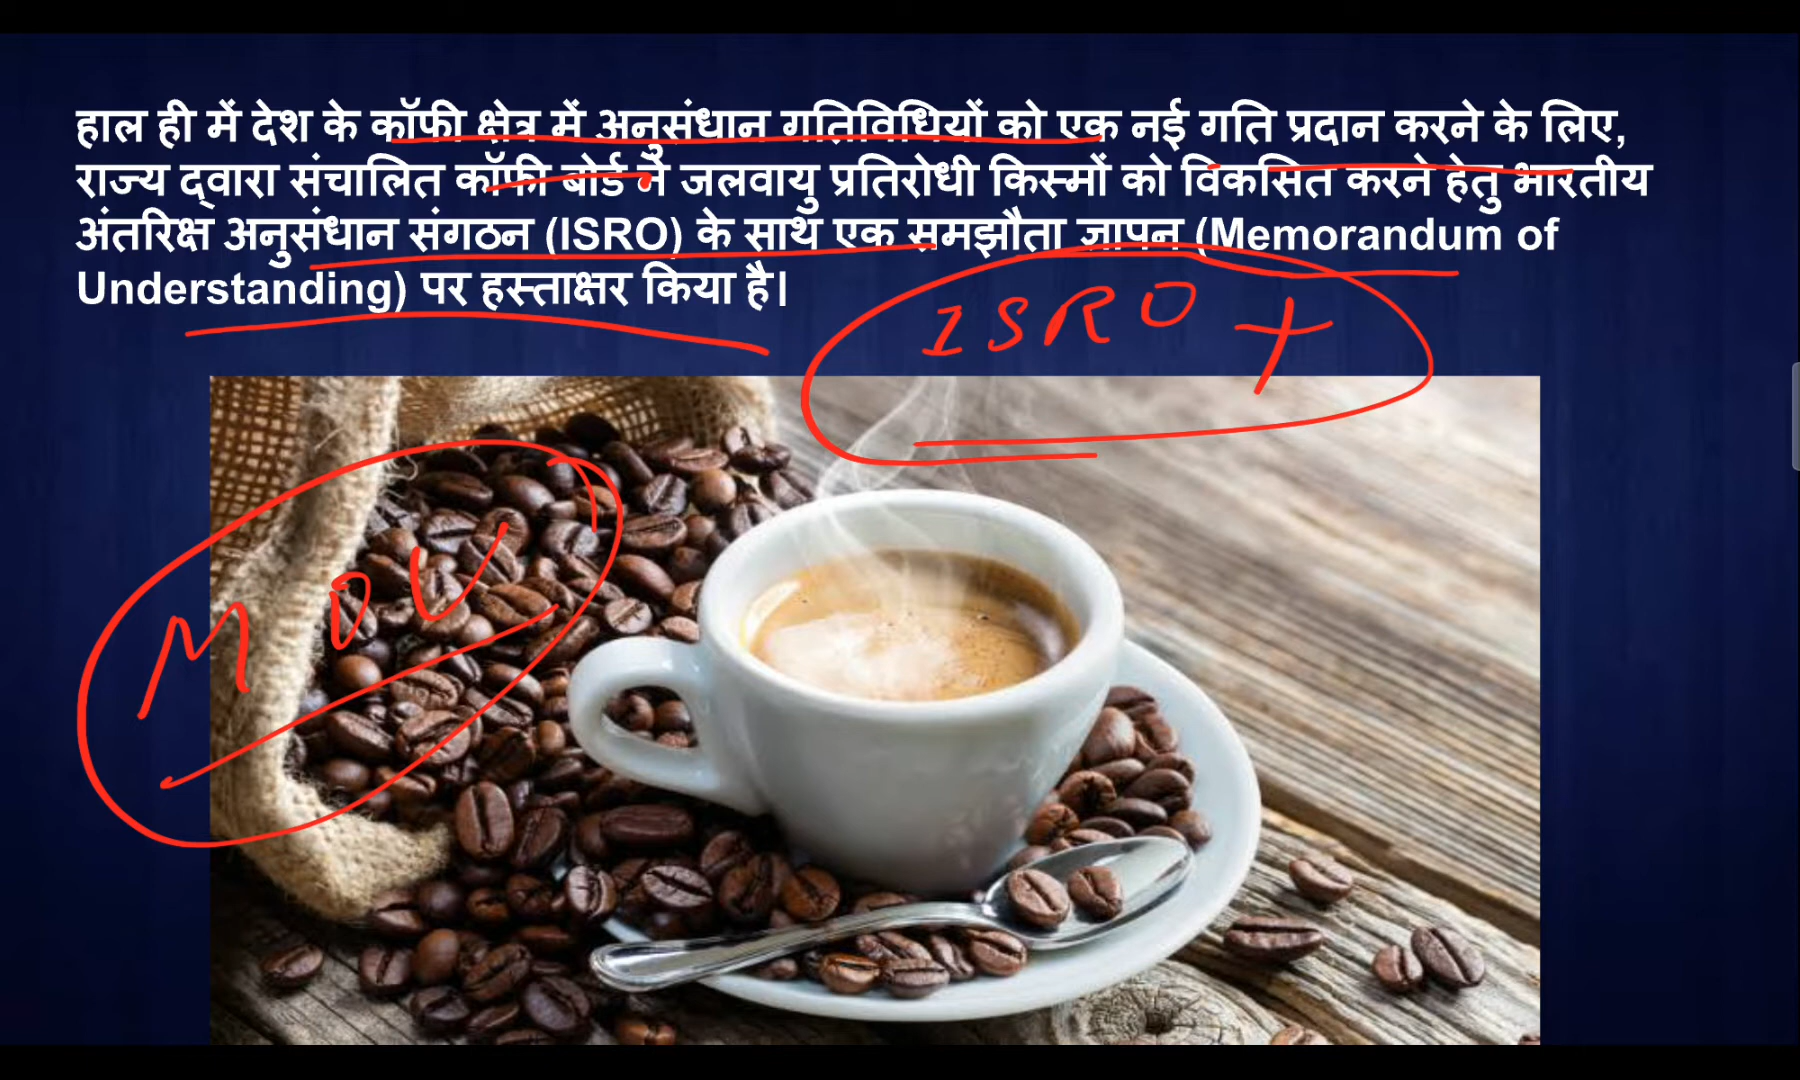 हाल ही में देश के कॉफी क्षेत्र में अनुसंधान गतिविधियों को एक नई गति प्रदान करने के लिए,
राज्य द्वारा संचालित कॉफी बोर्ड ने जलवायु प्रतिरोधी किस्मों को विकसित करने हेतु भारतीय
अंतरिक्ष अनुसंधान संगठन (ISRO) के साथ एक समझौता ज्ञापन (Memorandum of
Understanding) पर हस्ताक्षर किया है।
ISRO +
MOU